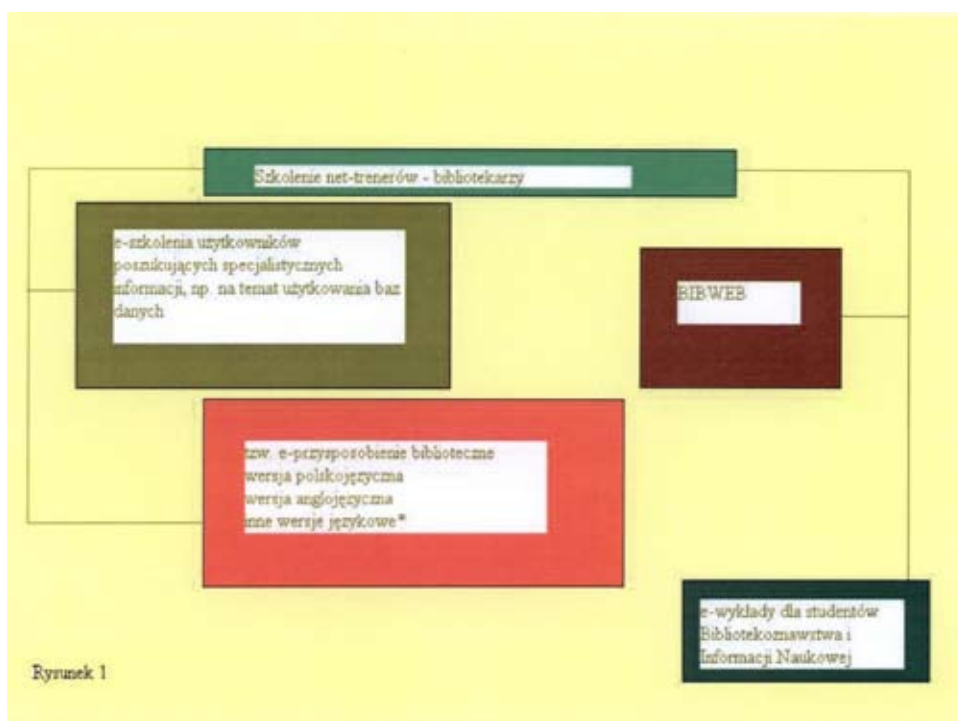 Szkolenie net-trenerów - bibliotekarzy
e-szkolenia użytkowników
poszukujących specjalistycznych
informacji, np. na temat użytkowania baz
danych
BIBWEB
tzw. e-przysposobienie biblioteczne
wersja polskojęzyczna
wersja anglojęzyczna
inne wersje językowe*
e-wykłady dla studentów
Bibliotekoznawstwa i
Informacji Naukowej
Rysunek 1